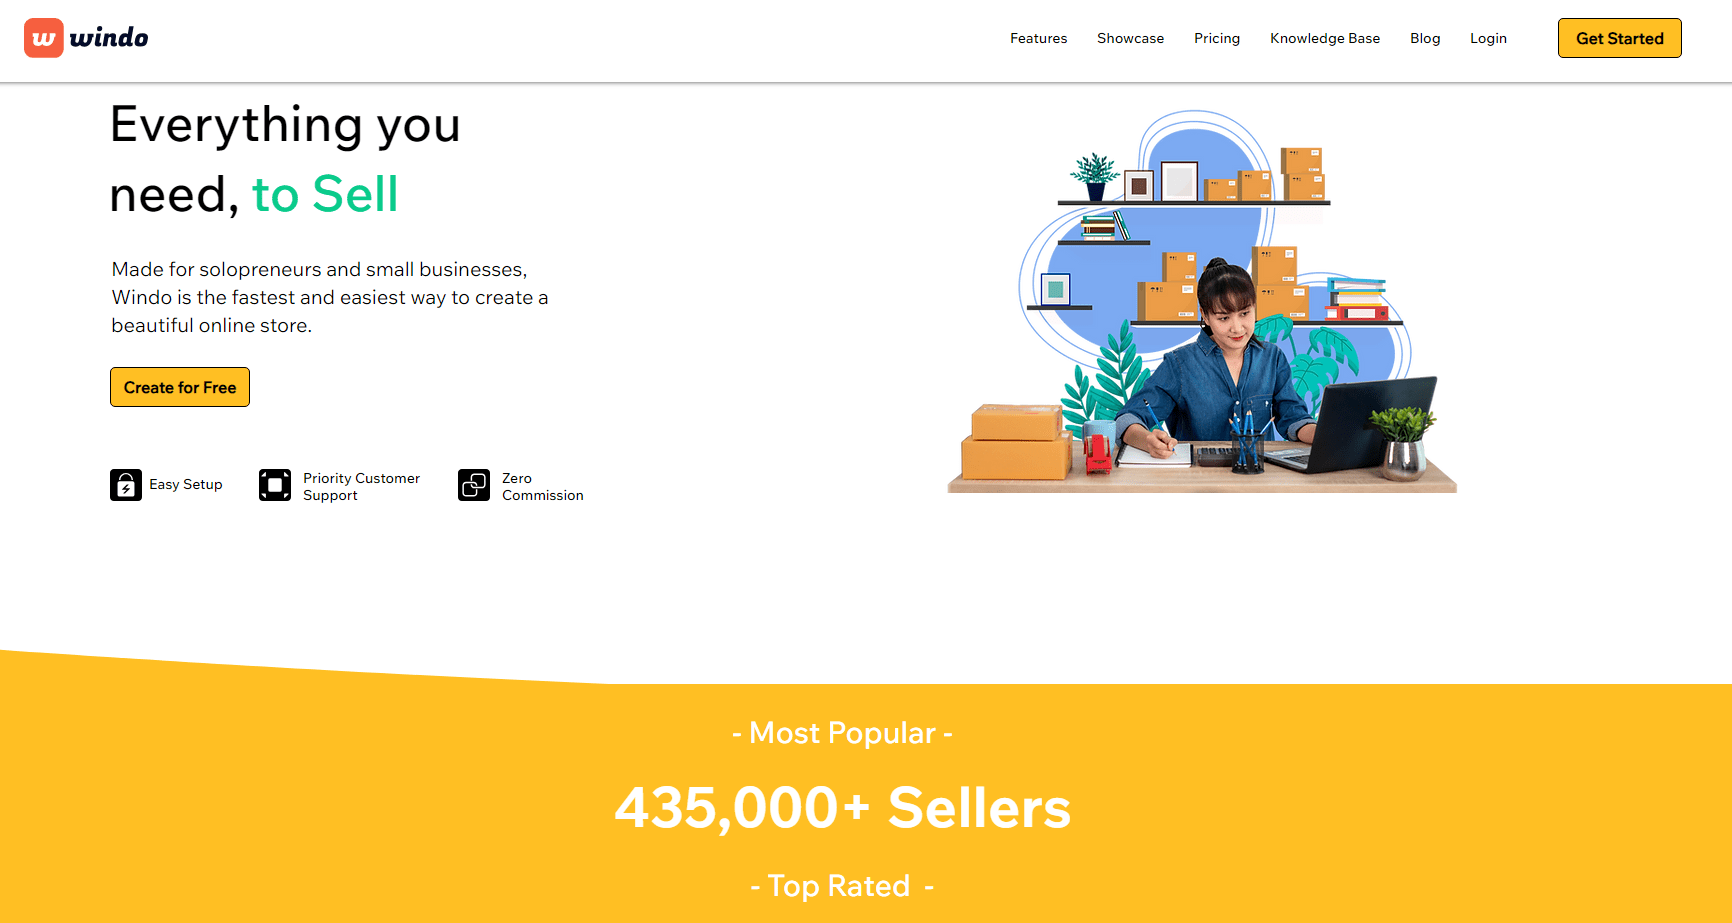 w windo
Features Showcase Pricing Knowledge Base Blog Login Get Started
Everything you
need, to Sell
Made for solopreneurs and small businesses,
Windo is the fastest and easiest way to create a
beautiful online store.
Create for Free
Easy Setup
Priority Customer
Support
Zero
Commission
- Most Popular -
435,000+ Sellers
- Top Rated -